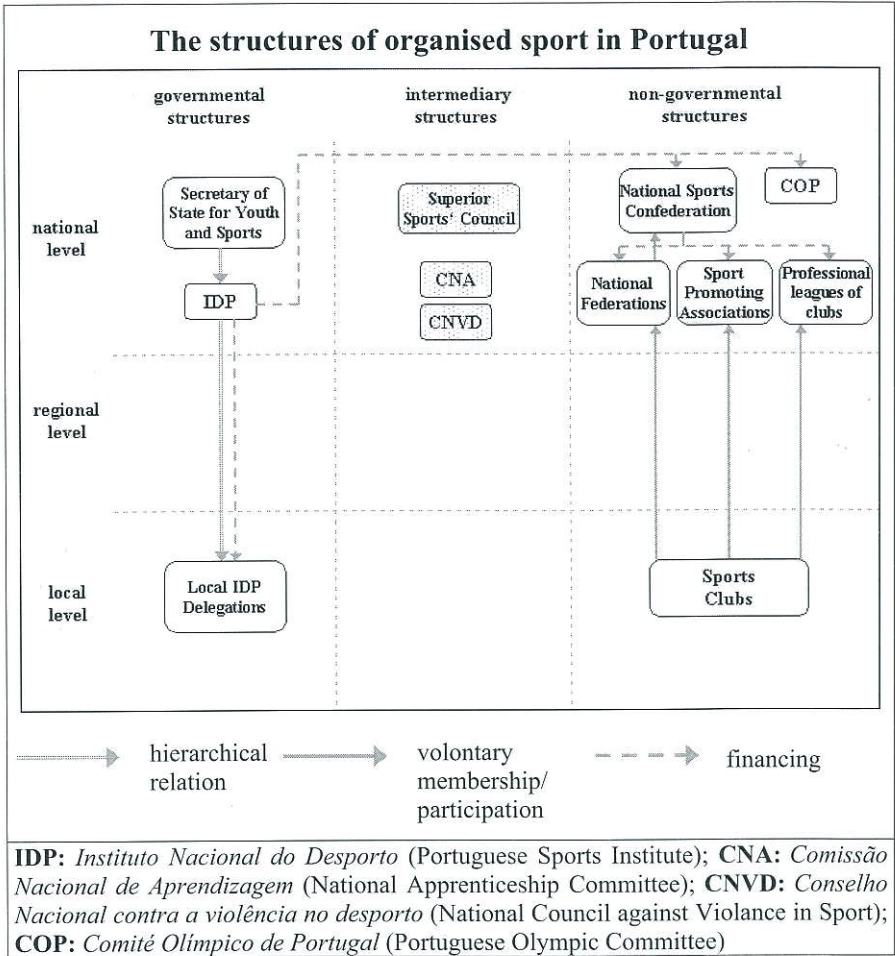 The structures of organised sport in Portugal
governmental
structures
intermediary
structures
non-governmental
structures
national
level
Secretary of
State for Youth
and Sports
IDP
Superior
Sports‘ Council
CNA
CNVD
National Sports
Confederation
COP
National
Federations
Sport
Promoting
Associations
Professional
leagues of
clubs
regional
level
local
level
Local IDP
Delegations
Sports
Clubs
hierarchical
relation
volontary
membership/
participation
financing
IDP: Instituto Nacional do Desporto (Portuguese Sports Institute); CNA: Comissão
Nacional de Aprendizagem (National Apprenticeship Committee); CNVD: Conselho
Nacional contra a violência no desporto (National Council against Violance in Sport);
COP: Comité Olímpico de Portugal (Portuguese Olympic Committee)